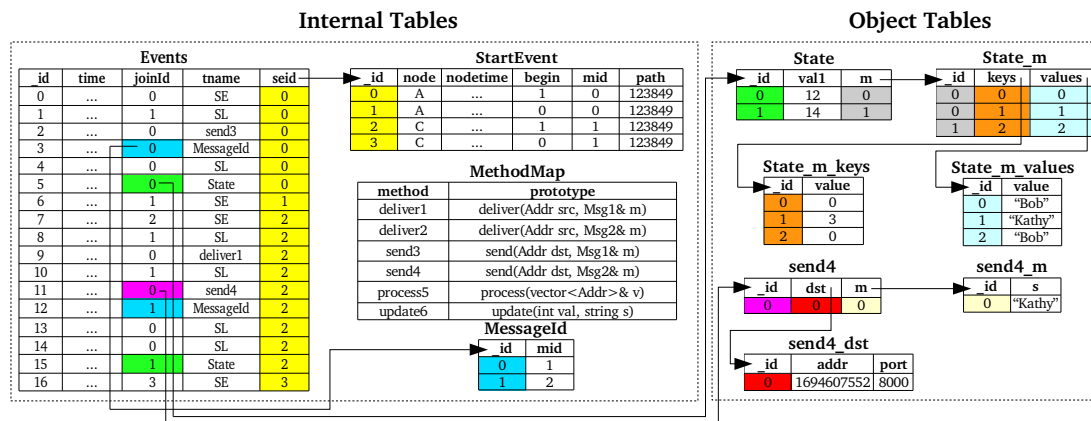 Internal Tables
Events
_id time joinId tname seid
0 ... 0 SE 0
1 ... 1 SL 0
2 ... 0 send3 0
3 ... 0 MessageId 0
4 ... 0 SL 0
5 ... 0 State 0
6 ... 1 SE 1
7 ... 2 SE 2
8 ... 1 SL 2
9 ... 0 deliver1 2
10 ... 1 SL 2
11 ... 0 send4 2
12 ... 1 MessageId 2
13 ... 0 SL 2
14 ... 0 SL 2
15 ... 1 State 2
16 ... 3 SE 3
StartEvent
_id node nodetime begin mid path
0 A ... 1 0 123849
1 A ... 0 0 123849
2 C ... 1 1 123849
3 C ... 0 1 123849
MethodMap
method prototype
deliver1 deliver(Addr src, Msg1& m)
deliver2 deliver(Addr src, Msg2& m)
send3 send(Addr dst, Msg1& m)
send4 send(Addr dst, Msg2& m)
process5 process(vector<Addr>& v)
update6 update(int val, string s)
MessageId
_id mid
0 1
1 2
Object Tables
State
_id val1 m
0 12 0
1 14 1
State_m
_id keys values
0 0 0
0 1 1
1 2 2
State_m_keys
_id value
0 0
1 3
2 0
State_m_values
_id value
0 "Bob"
1 "Kathy"
2 "Bob"
send4
_id dst m
0 0 0
send4_m
_id s
0 "Kathy"
send4_dst
_id addr port
0 1694607552 8000